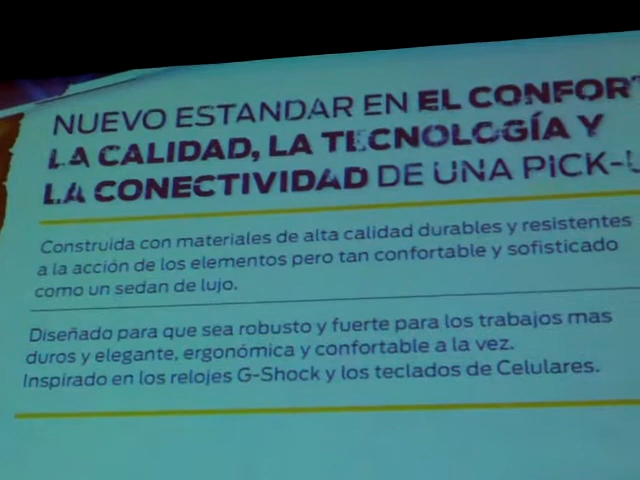 NUEVO ESTANDAR EN EL CONFORT
LA CALIDAD, LA TECNOLOGÍA Y
LA CONECTIVIDAD DE UNA PICK-U
Construida con materiales de alta calidad durables y resistentes
a la acción de los elementos pero tan confortable y sofisticado
como un sedan de lujo.
Diseñado para que sea robusto y fuerte para los trabajos mas
duros y elegante, ergonómica y confortable a la vez.
Inspirado en los relojes G-Shock y los teclados de Celulares.